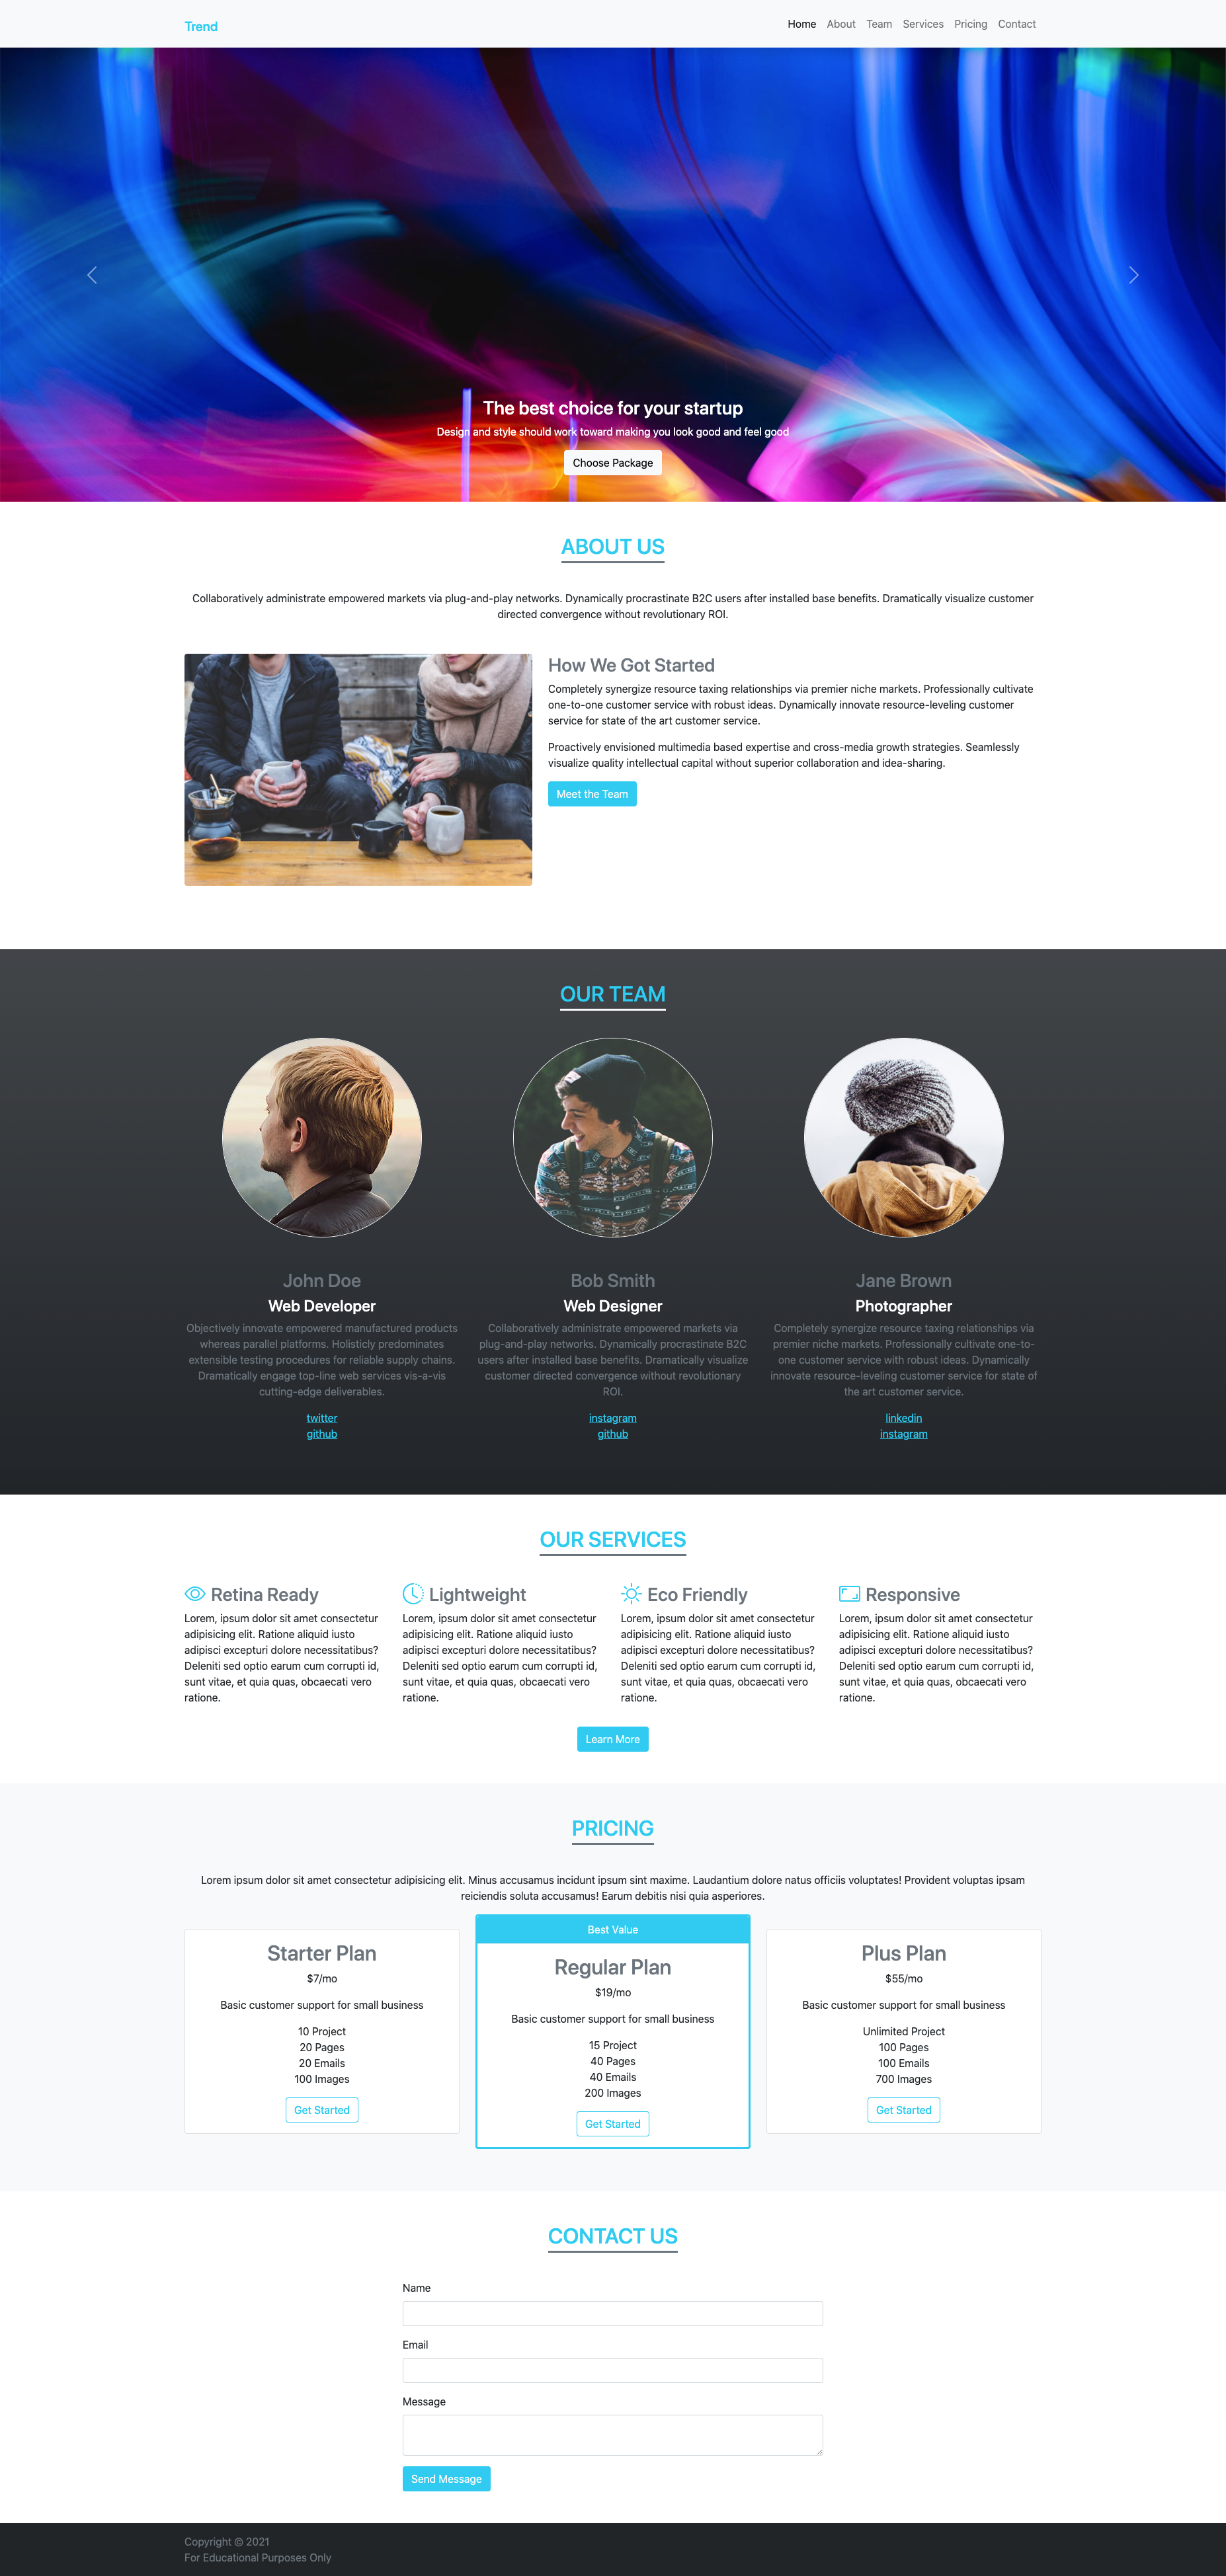 Trend
Home About Team Services Pricing Contact
The best choice for your startup
Design and style should work toward making you look good and feel good
Choose Package
ABOUT US
Collaboratively administrate empowered markets via plug-and-play networks. Dynamically procrastinate B2C users after installed base benefits. Dramatically visualize customer
directed convergence without revolutionary ROI.
How We Got Started
Completely synergize resource taxing relationships via premier niche markets. Professionally cultivate
one-to-one customer service with robust ideas. Dynamically innovate resource-leveling customer
service for state of the art customer service.
Proactively envisioned multimedia based expertise and cross-media growth strategies. Seamlessly
visualize quality intellectual capital without superior collaboration and idea-sharing.
Meet the Team
OUR TEAM
John Doe
Web Developer
Objectively innovate empowered manufactured products
whereas parallel platforms. Holisticly predominates
extensible testing procedures for reliable supply chains.
Dramatically engage top-line web services vis-a-vis
cutting-edge deliverables.
twitter
github
Bob Smith
Web Designer
Collaboratively administrate empowered markets via
plug-and-play networks. Dynamically procrastinate B2C
users after installed base benefits. Dramatically visualize
customer directed convergence without revolutionary
ROI.
instagram
github
Jane Brown
Photographer
Completely synergize resource taxing relationships via
premier niche markets. Professionally cultivate one-to-
one customer service with robust ideas. Dynamically
innovate resource-leveling customer service for state of
the art customer service.
linkedin
instagram
OUR SERVICES
Retina Ready
Lorem, ipsum dolor sit amet consectetur
adipisicing elit. Ratione aliquid iusto
adipisci excepturi dolore necessitatibus?
Deleniti sed optio earum cum corrupti id,
sunt vitae, et quia quas, obcaecati vero
ratione.
Lightweight
Lorem, ipsum dolor sit amet consectetur
adipisicing elit. Ratione aliquid iusto
adipisci excepturi dolore necessitatibus?
Deleniti sed optio earum cum corrupti id,
sunt vitae, et quia quas, obcaecati vero
ratione.
Eco Friendly
Lorem, ipsum dolor sit amet consectetur
adipisicing elit. Ratione aliquid iusto
adipisci excepturi dolore necessitatibus?
Deleniti sed optio earum cum corrupti id,
sunt vitae, et quia quas, obcaecati vero
ratione.
Responsive
Lorem, ipsum dolor sit amet consectetur
adipisicing elit. Ratione aliquid iusto
adipisci excepturi dolore necessitatibus?
Deleniti sed optio earum cum corrupti id,
sunt vitae, et quia quas, obcaecati vero
ratione.
Learn More
PRICING
Lorem ipsum dolor sit amet consectetur adipisicing elit. Minus accusamus incidunt ipsum sint maxime. Laudantium dolore natus officiis voluptates! Provident voluptas ipsam
reiciendis soluta accusamus! Earum debitis nisi quia asperiores.
Starter Plan
$7/mo
Basic customer support for small business
10 Project
20 Pages
20 Emails
100 Images
Get Started
Best Value
Regular Plan
$19/mo
Basic customer support for small business
15 Project
40 Pages
40 Emails
200 Images
Get Started
Plus Plan
$55/mo
Basic customer support for small business
Unlimited Project
100 Pages
100 Emails
700 Images
Get Started
CONTACT US
Name
Email
Message
Send Message
Copyright © 2021
For Educational Purposes Only